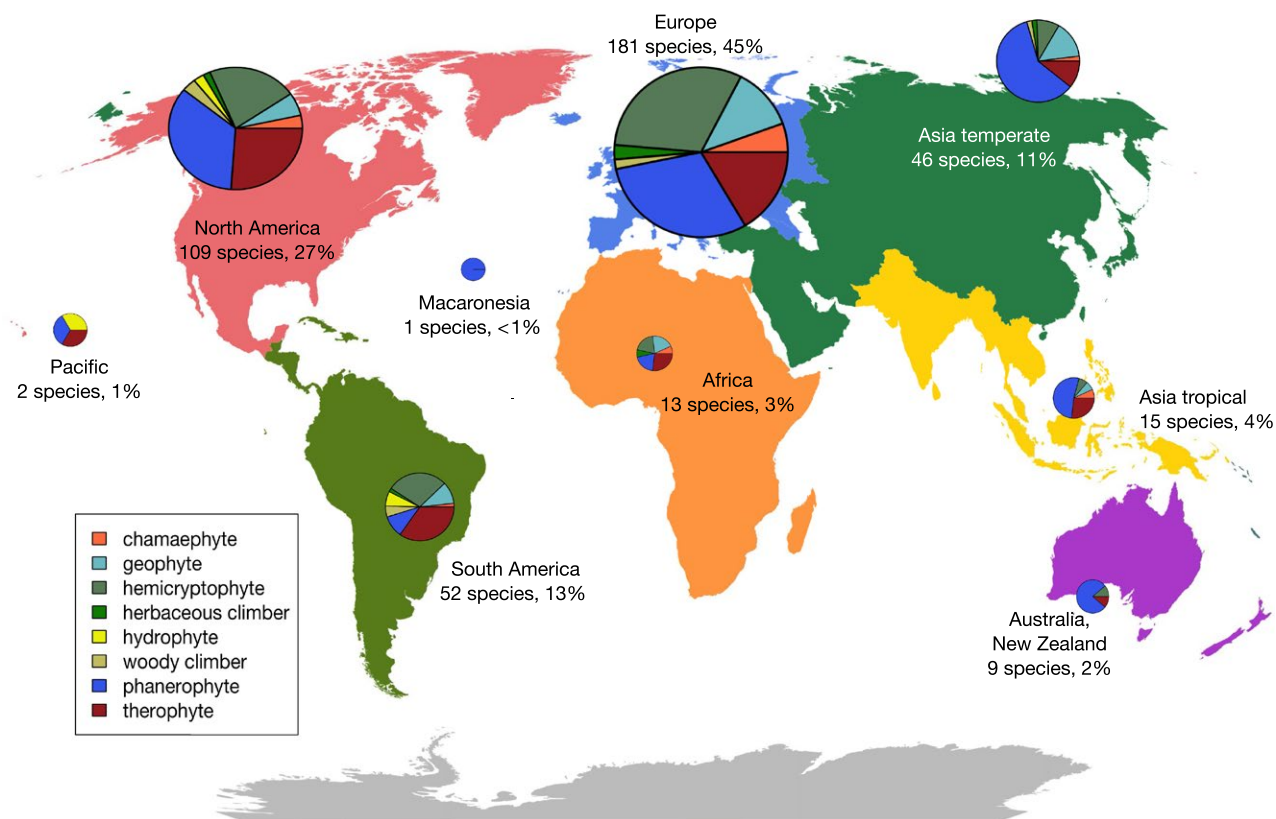 Europe
181 species, 45%
Asia temperate
46 species, 11%
North America
109 species, 27%
Macaronesia
1 species, <1%
Pacific
2 species, 1%
Africa
13 species, 3%
Asia tropical
15 species, 4%
South America
52 species, 13%
Australia,
New Zealand
9 species, 2%
chamaephyte
geophyte
hemicryptophyte
herbaceous climber
hydrophyte
woody climber
phanerophyte
therophyte